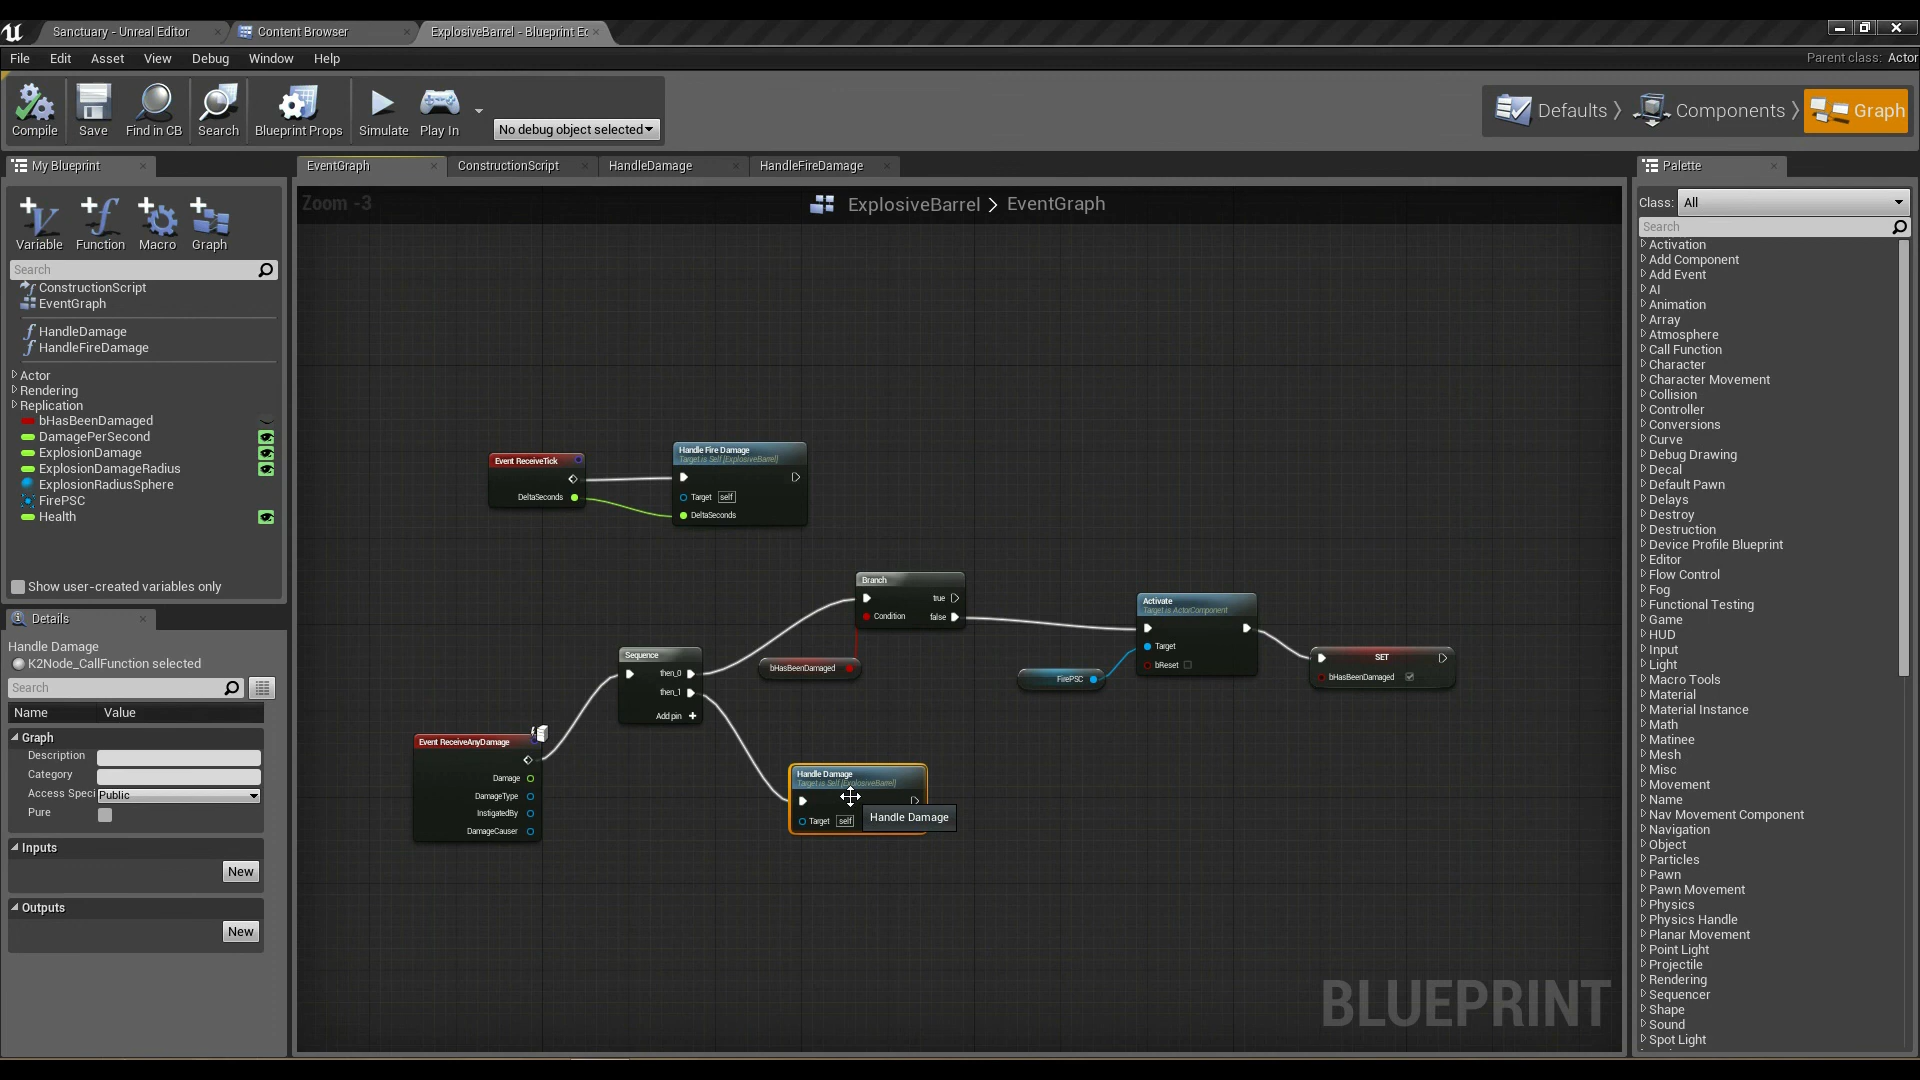 Sanctuary - Unreal Editor
Content Browser
ExplosiveBarrel - Blueprint Ec
File Edit Asset View Debug Window Help
Parent class: Actor
Compile
Save
Find in CB
Search
Blueprint Props
Simulate
Play In
No debug object selected
Defaults
Components
Graph
My Blueprint
Variable
Function
Macro
Graph
Search
ConstructionScript
EventGraph
HandleDamage
HandleFireDamage
Actor
Rendering
Replication
bHasBeenDamaged
DamagePerSecond
ExplosionDamage
ExplosionDamageRadius
ExplosionRadiusSphere
FirePSC
Health
Show user-created variables only
Details
Handle Damage
K2Node_CallFunction selected
Search
Name Value
Graph
Description
Category
Access Speci Public
Pure
Inputs
New
Outputs
New
EventGraph
ConstructionScript
HandleDamage
HandleFireDamage
Zoom -3
ExplosiveBarrel > EventGraph
Event ReceiveTick
DeltaSeconds
Handle Fire Damage
Target is Self [ExplosiveBarrel]
Target self
DeltaSeconds
Branch
true
Condition false
bHasBeenDamaged
Sequence
then_0
then_1
Add pin
Event ReceiveAnyDamage
Damage
DamageType
InstigatedBy
DamageCauser
Handle Damage
Target is Self [ExplosiveBarrel]
Target self
Handle Damage
FirePSC
Activate
Target is ActorComponent
Target
bReset
SET
bHasBeenDamaged
BLUEPRINT
Palette
Class: All
Search
Activation
Add Component
Add Event
AI
Animation
Array
Atmosphere
Call Function
Character
Character Movement
Collision
Controller
Conversions
Curve
Debug Drawing
Decal
Default Pawn
Delays
Destroy
Destruction
Device Profile Blueprint
Editor
Flow Control
Fog
Functional Testing
Game
HUD
Input
Light
Macro Tools
Material
Material Instance
Math
Matinee
Mesh
Misc
Movement
Name
Nav Movement Component
Navigation
Object
Particles
Pawn
Pawn Movement
Physics
Physics Handle
Planar Movement
Point Light
Projectile
Rendering
Sequencer
Shape
Sound
Spot Light